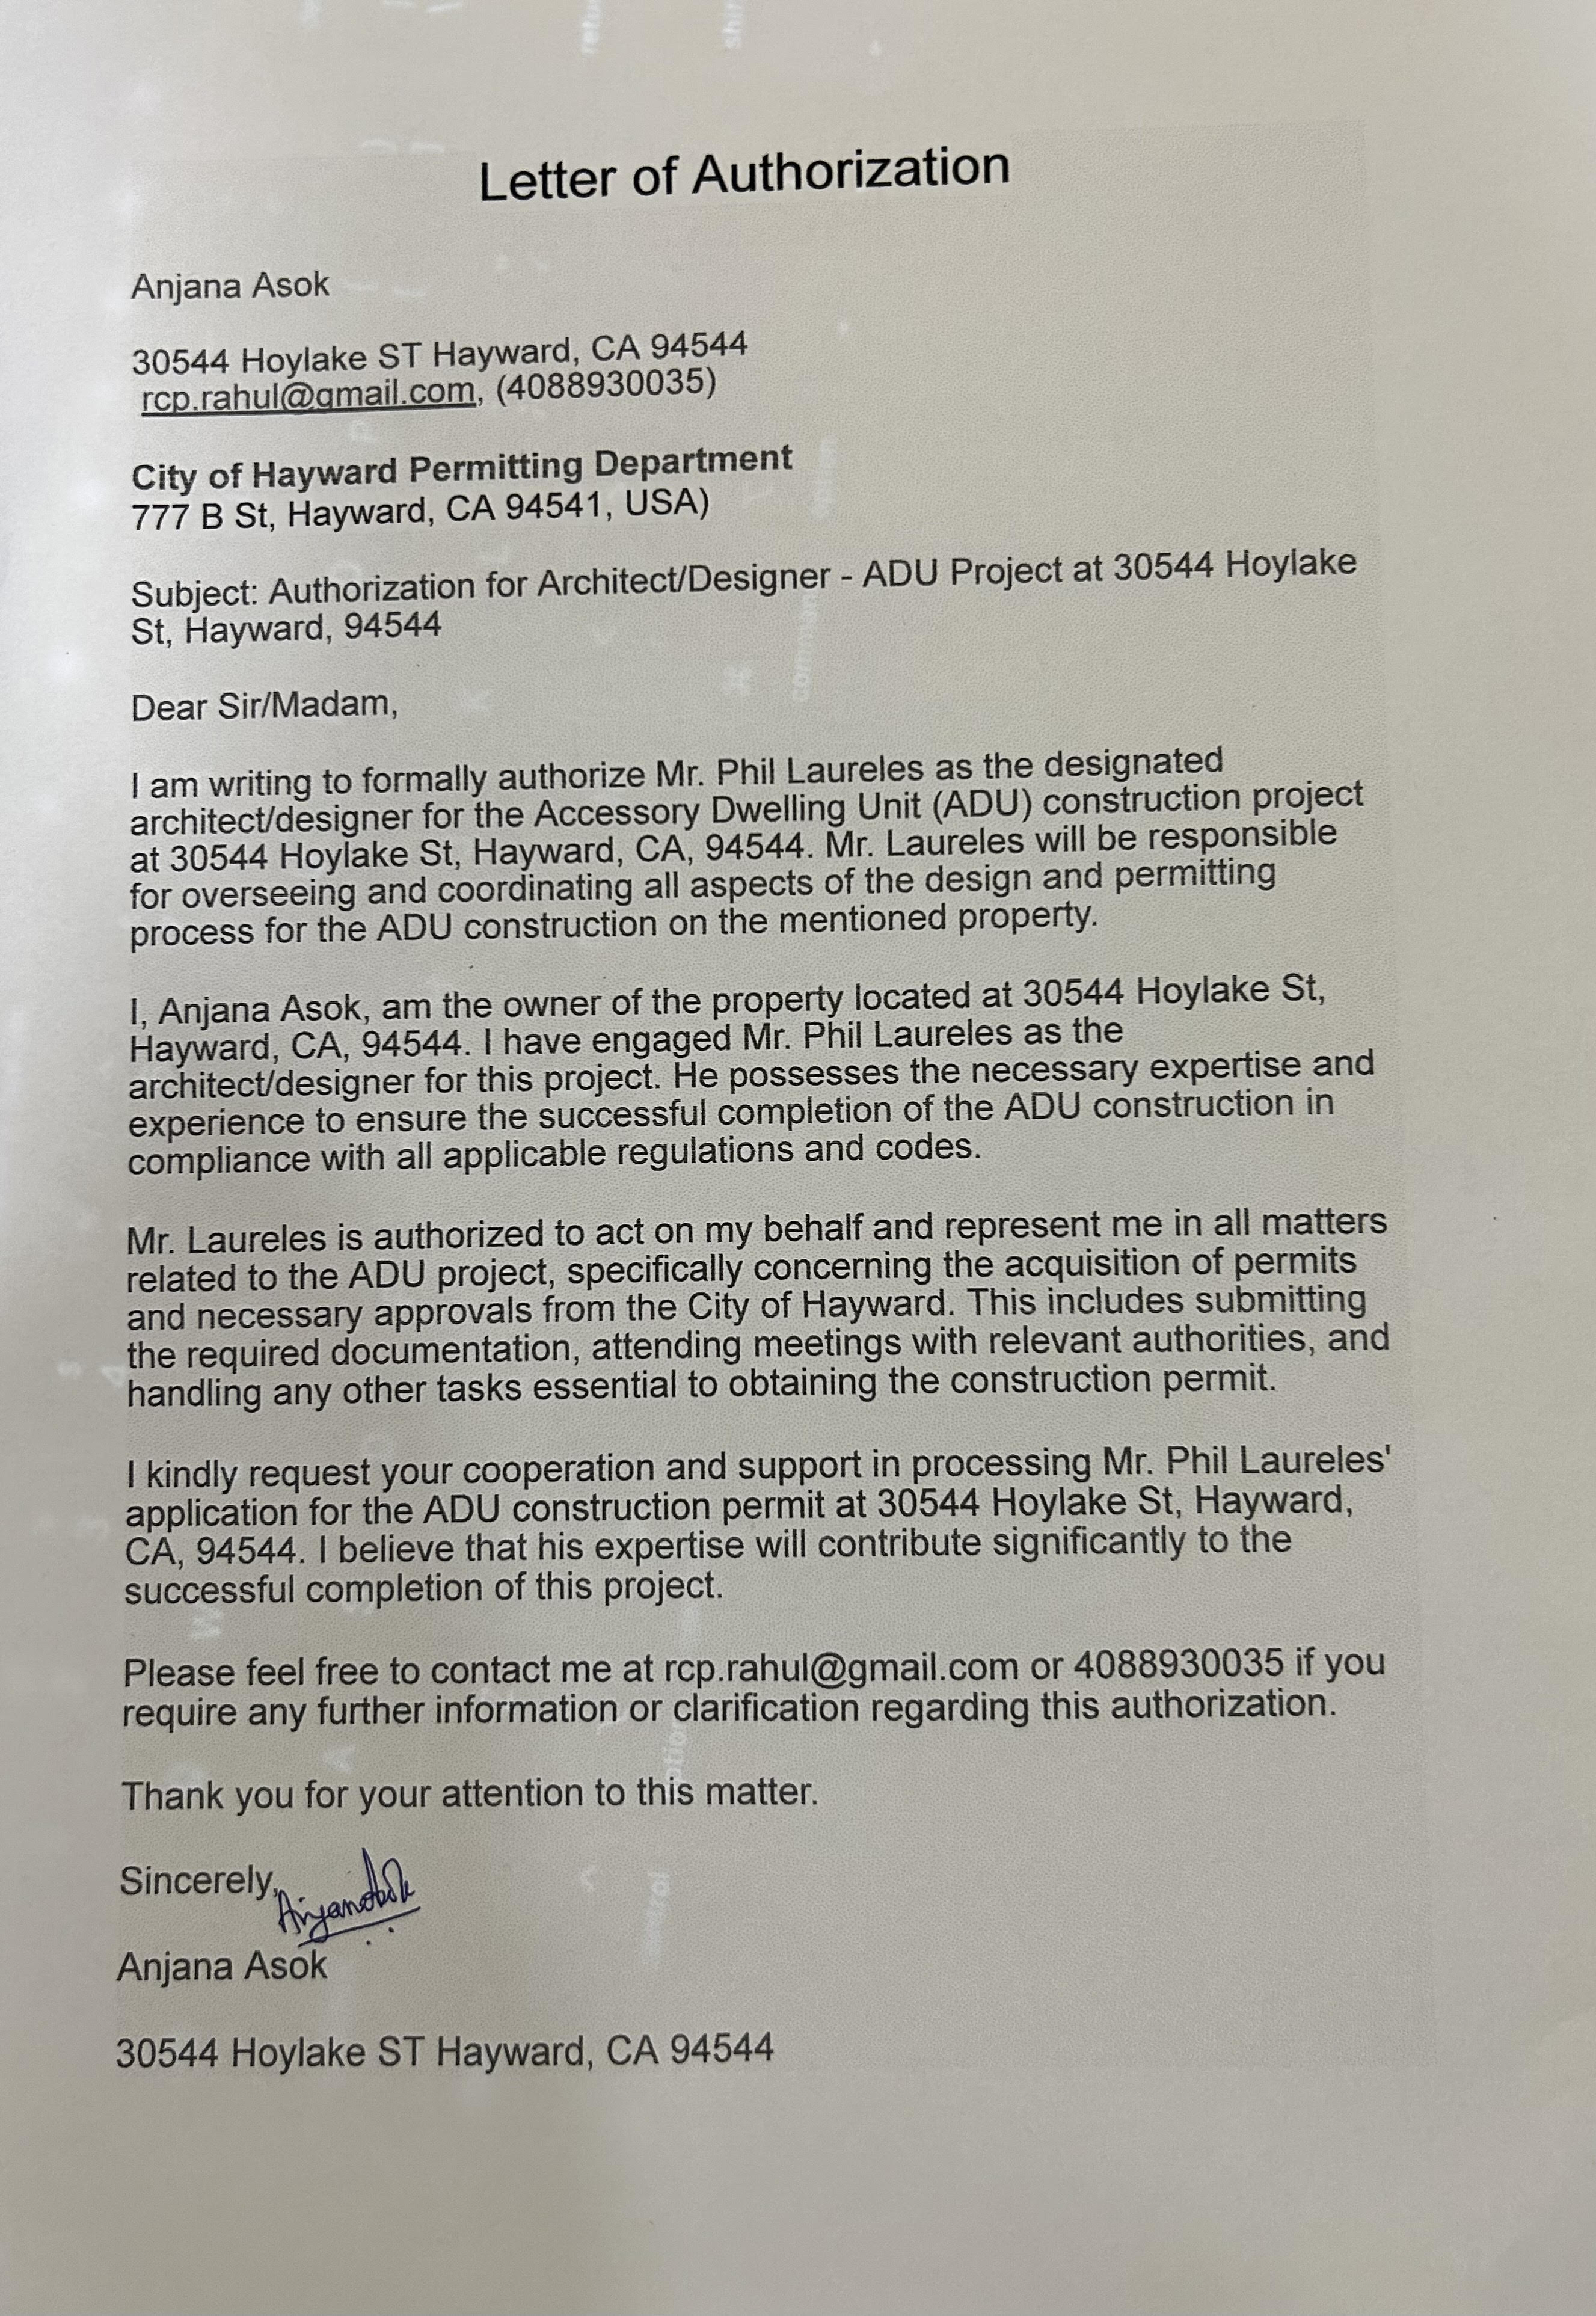 Letter of Authorization
Anjana Asok
30544 Hoylake ST Hayward, CA 94544
rcp.rahul@gmail.com, (4088930035)
City of Hayward Permitting Department
777 B St, Hayward, CA 94541, USA)
Subject: Authorization for Architect/Designer - ADU Project at 30544 Hoylake
St, Hayward, 94544
Dear Sir/Madam,
I am writing to formally authorize Mr. Phil Laureles as the designated
architect/designer for the Accessory Dwelling Unit (ADU) construction project
at 30544 Hoylake St, Hayward, CA, 94544. Mr. Laureles will be responsible
for overseeing and coordinating all aspects of the design and permitting
process for the ADU construction on the mentioned property.
I, Anjana Asok, am the owner of the property located at 30544 Hoylake St,
Hayward, CA, 94544. I have engaged Mr. Phil Laureles as the
architect/designer for this project. He possesses the necessary expertise and
experience to ensure the successful completion of the ADU construction in
compliance with all applicable regulations and codes.
Mr. Laureles is authorized to act on my behalf and represent me in all matters
related to the ADU project, specifically concerning the acquisition of permits
and necessary approvals from the City of Hayward. This includes submitting
the required documentation, attending meetings with relevant authorities, and
handling any other tasks essential to obtaining the construction permit.
I kindly request your cooperation and support in processing Mr. Phil Laureles'
application for the ADU construction permit at 30544 Hoylake St, Hayward,
CA, 94544. I believe that his expertise will contribute significantly to the
successful completion of this project.
Please feel free to contact me at rcp.rahul@gmail.com or 4088930035 if you
require any further information or clarification regarding this authorization.
Thank you for your attention to this matter.
Sincerely,
Anjana Asok
30544 Hoylake ST Hayward, CA 94544